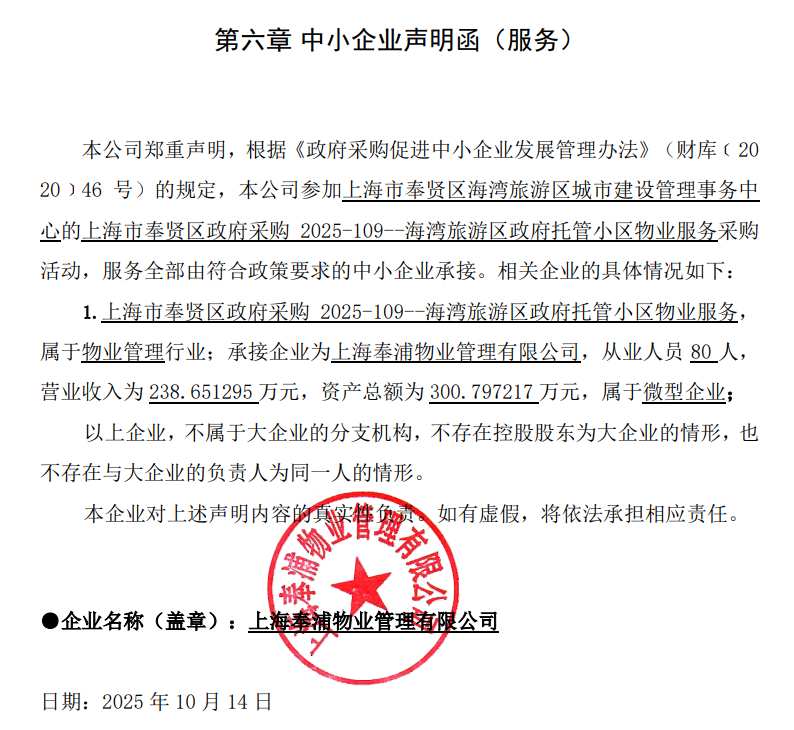 第六章 中小企业声明函（服务）
本公司郑重声明，根据《政府采购促进中小企业发展管理办法》（财库﹝20
20﹞46 号）的规定，本公司参加上海市奉贤区海湾旅游区城市建设管理事务中
心的上海市奉贤区政府采购 2025-109--海湾旅游区政府托管小区物业服务采购
活动，服务全部由符合政策要求的中小企业承接。相关企业的具体情况如下：
1.上海市奉贤区政府采购 2025-109--海湾旅游区政府托管小区物业服务，
属于物业管理行业；承接企业为上海奉浦物业管理有限公司，从业人员 80 人，
营业收入为 238.651295 万元，资产总额为 300.797217 万元，属于微型企业；
以上企业，不属于大企业的分支机构，不存在控股股东为大企业的情形，也
不存在与大企业的负责人为同一人的情形。
本企业对上述声明内容的真实性负责。如有虚假，将依法承担相应责任。
上海奉浦物业管理有限公司
●企业名称（盖章）：上海奉浦物业管理有限公司
日期：2025 年 10 月 14 日